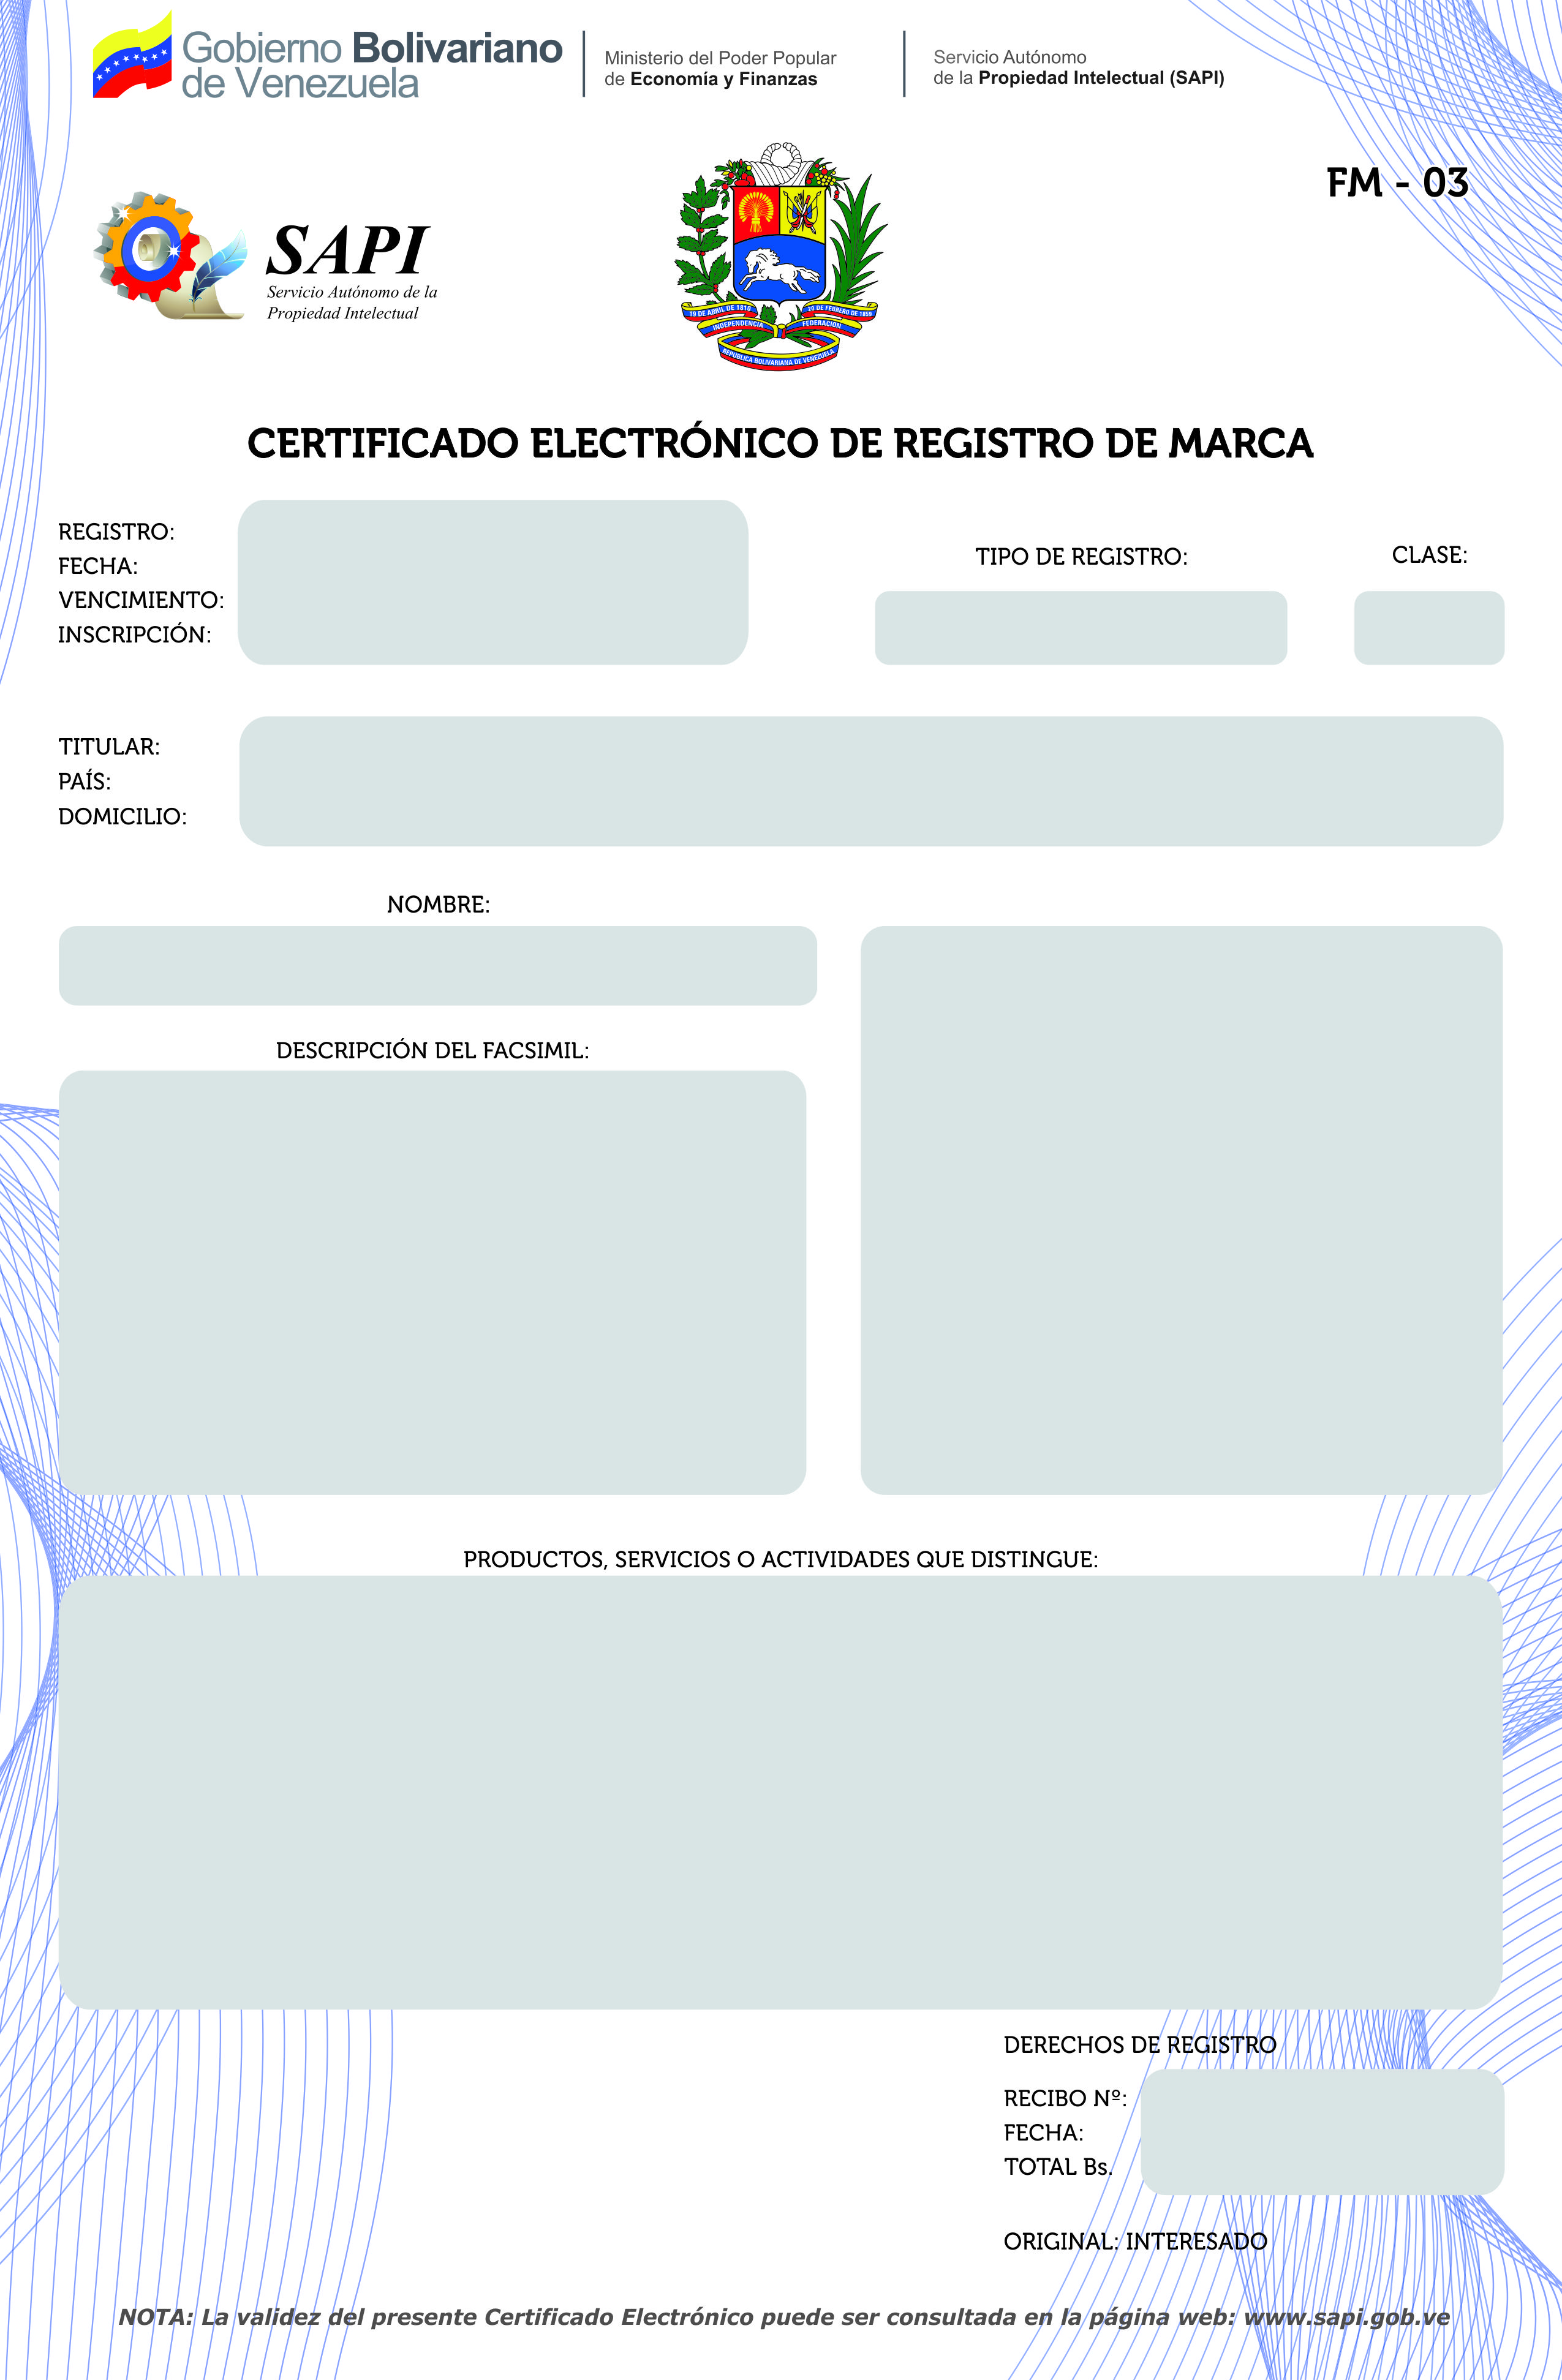 Gobierno Bolivariano
de Venezuela
Ministerio del Poder Popular
de Economía y Finanzas
Servicio Autónomo
de la Propiedad Intelectual (SAPI)
FM - 03
SAPI
Servicio Autónomo de la
Propiedad Intelectual
19 DE ABRIL DE 1810
20 DE FEBRERO DE 1859
INDEPENDENCIA
FEDERACION
REPUBLICA BOLIVARIANA DE VENEZUELA
CERTIFICADO ELECTRÓNICO DE REGISTRO DE MARCA
REGISTRO:
FECHA:
VENCIMIENTO:
INSCRIPCIÓN:
TIPO DE REGISTRO:
CLASE:
TITULAR:
PAÍS:
DOMICILIO:
NOMBRE:
DESCRIPCIÓN DEL FACSIMIL:
PRODUCTOS, SERVICIOS O ACTIVIDADES QUE DISTINGUE:
DERECHOS DE REGISTRO
RECIBO Nº:
FECHA:
TOTAL Bs.
ORIGINAL: INTERESADO
NOTA: La validez del presente Certificado Electrónico puede ser consultada en la página web: www.sapi.gob.ve